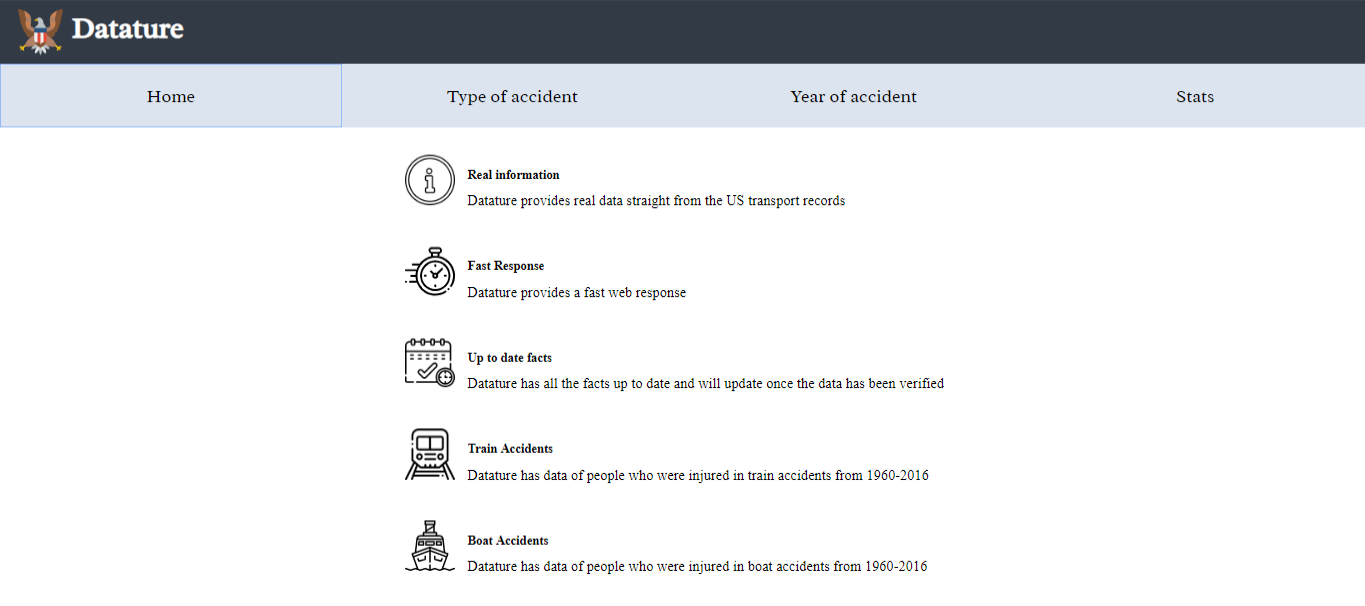 Datature
Home
Type of accident
Year of accident
Stats
Real information
Datature provides real data straight from the US transport records
Fast Response
Datature provides a fast web response
Up to date facts
Datature has all the facts up to date and will update once the data has been verified
Train Accidents
Datature has data of people who were injured in train accidents from 1960-2016
Boat Accidents
Datature has data of people who were injured in boat accidents from 1960-2016